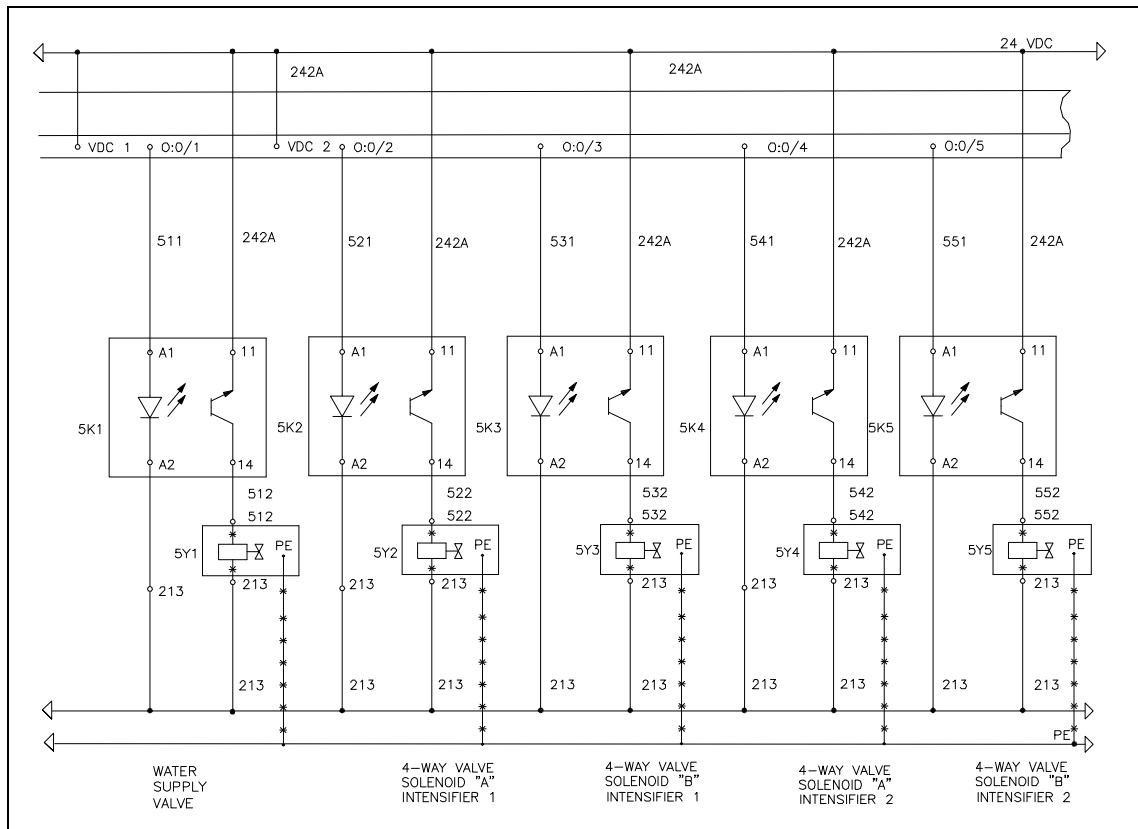 24 VDC
242A 242A
VDC 1 O:0/1 VDC 2 O:0/2 O:0/3 O:0/4 O:0/5
511 242A 521 242A 531 242A 541 242A 551 242A
A1 11 A1 11 A1 11 A1 11 A1 11
5K1 5K2 5K3 5K4 5K5
A2 14 A2 14 A2 14 A2 14 A2 14
512 522 532 542 552
512 522 532 542 552
5Y1 PE 5Y2 PE 5Y3 PE 5Y4 PE 5Y5 PE
213 213 213 213 213 213 213 213
213 213 213 213 213 213 213 213 213
PE
WATER
SUPPLY
VALVE
4-WAY VALVE
SOLENOID "A"
INTENSIFIER 1
4-WAY VALVE
SOLENOID "B"
INTENSIFIER 1
4-WAY VALVE
SOLENOID "A"
INTENSIFIER 2
4-WAY VALVE
SOLENOID "B"
INTENSIFIER 2